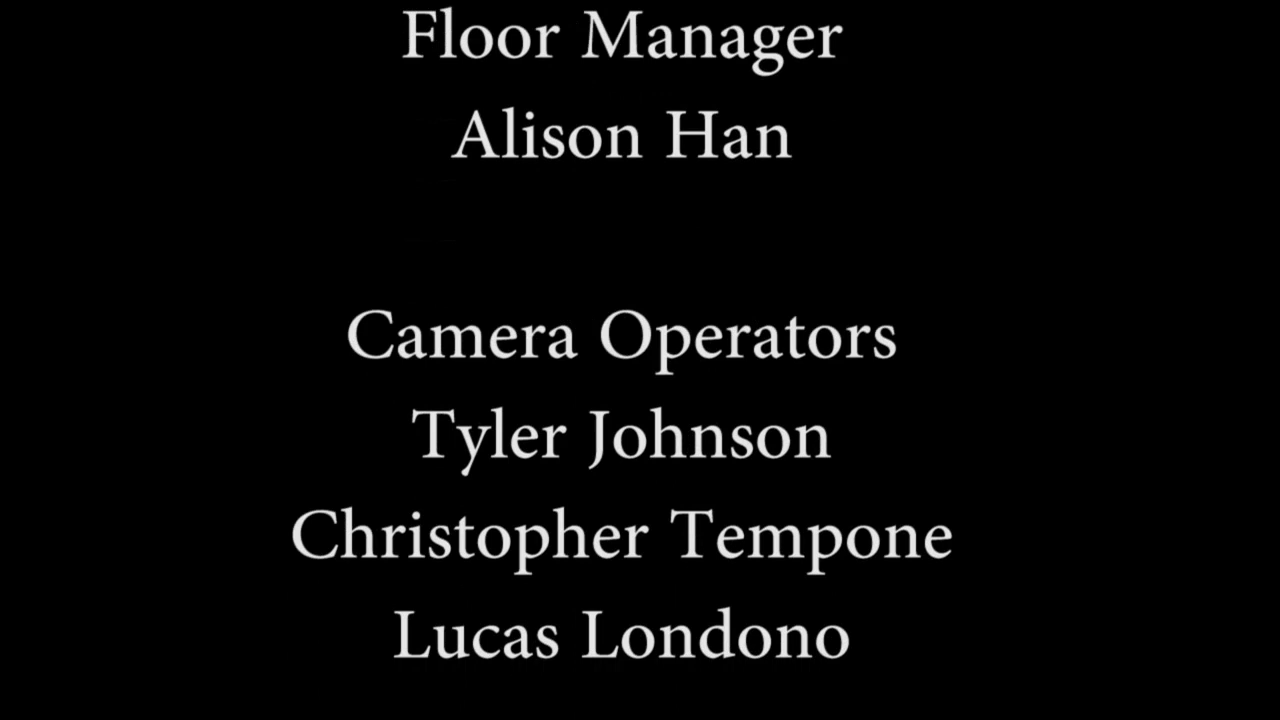 Floor Manager
Alison Han
Camera Operators
Tyler Johnson
Christopher Tempone
Lucas Londono